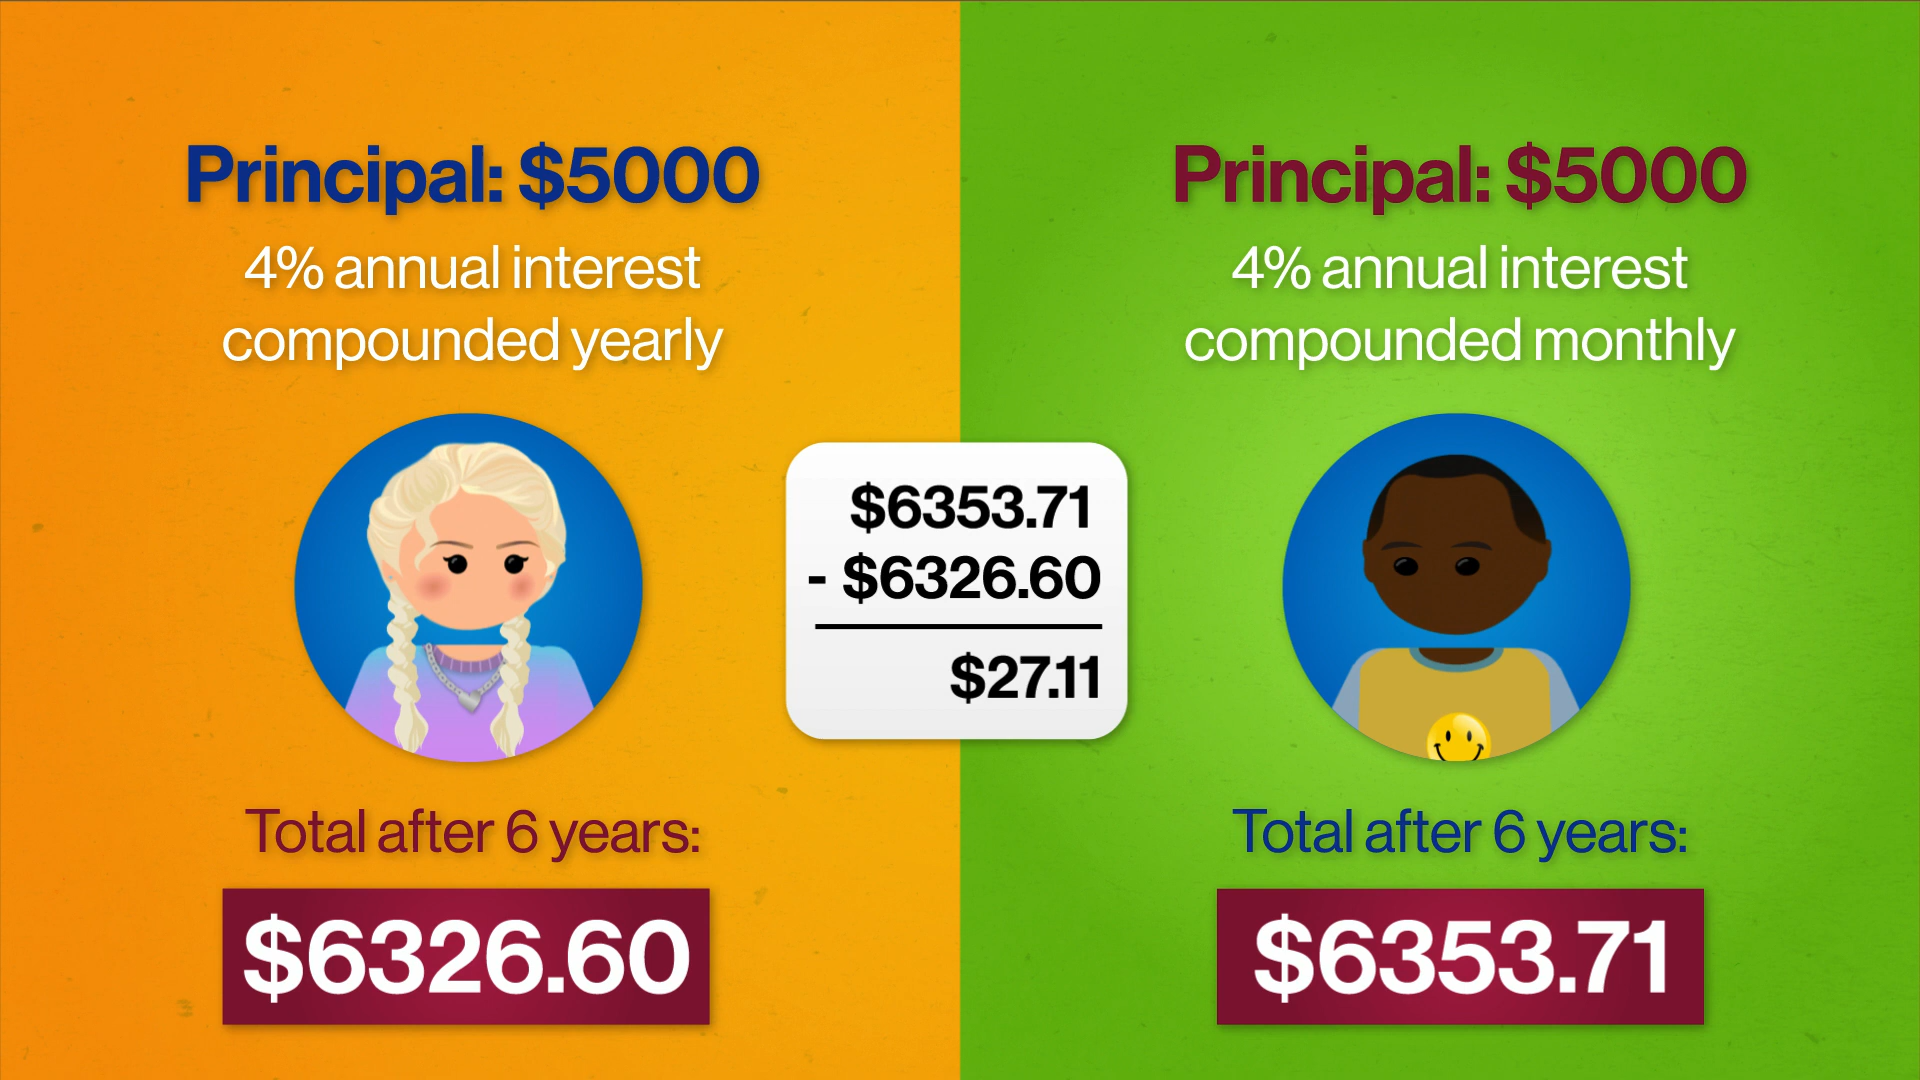 Principal: $5000
4% annual interest
compounded yearly
Total after 6 years:
$6326.60
$6353.71
- $6326.60
$27.11
Principal: $5000
4% annual interest
compounded monthly
Total after 6 years:
$6353.71